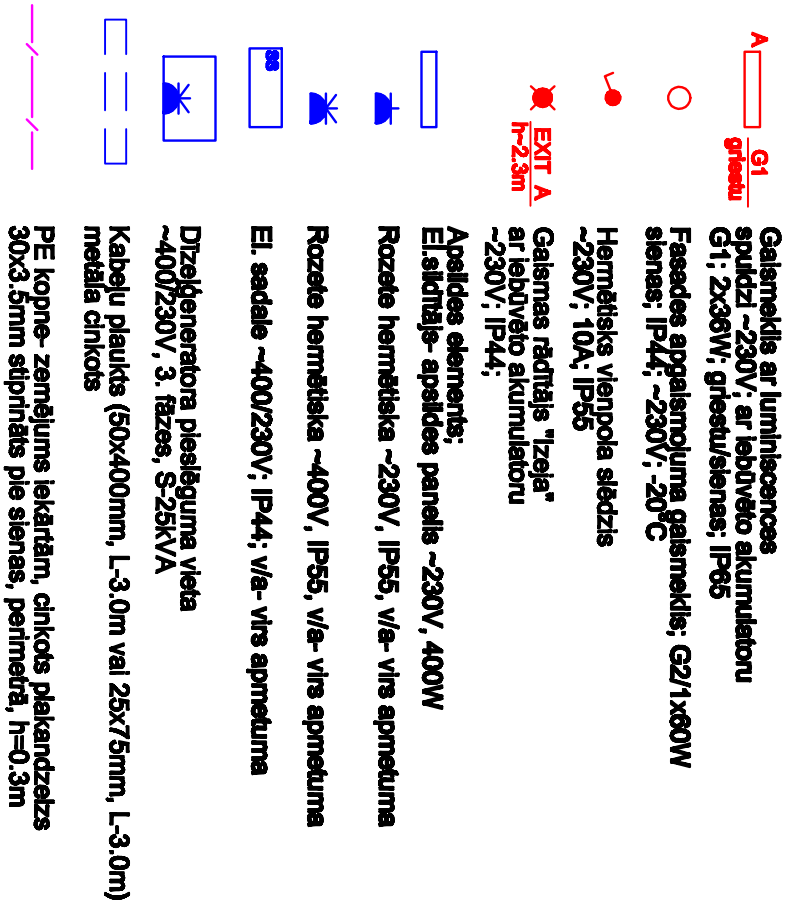 A
G1
griestu
Gaismeklis ar luminiscences
spuldzi ~230V; ar iebūvēto akumulatoru
G1; 2x36W; griestu/sienas; IP65
Fasades apgaismojuma gaismeklis; G2/1x60W
sienas; IP44; ~230V; -20°C
Hermētisks vienpola slēdzis
~230V; 10A; IP55
EXIT A
h~2.3m
Gaismas rādītājs "Izeja"
ar iebūvēto akumulatoru
~230V; IP44;
Apsildes elements;
El.sildītājs- apsildes panelis ~230V, 400W
Rozete hermētiska ~230V, IP55, v/a- virs apmetuma
Rozete hermētiska ~400V, IP55, v/a- virs apmetuma
SS
El. sadale ~400/230V; IP44; v/a- virs apmetuma
Dīzeļģeneratora pieslēguma vieta
~400/230V, 3. fāzes, S-25kVA
Kabeļu plaukts (50x400mm, L-3.0m vai 25x75mm, L-3.0m)
metāla cinkots
PE kopne- zemējums iekārtām, cinkots plakandzelzs
30x3.5mm stiprināts pie sienas, perimetrā, h=0.3m